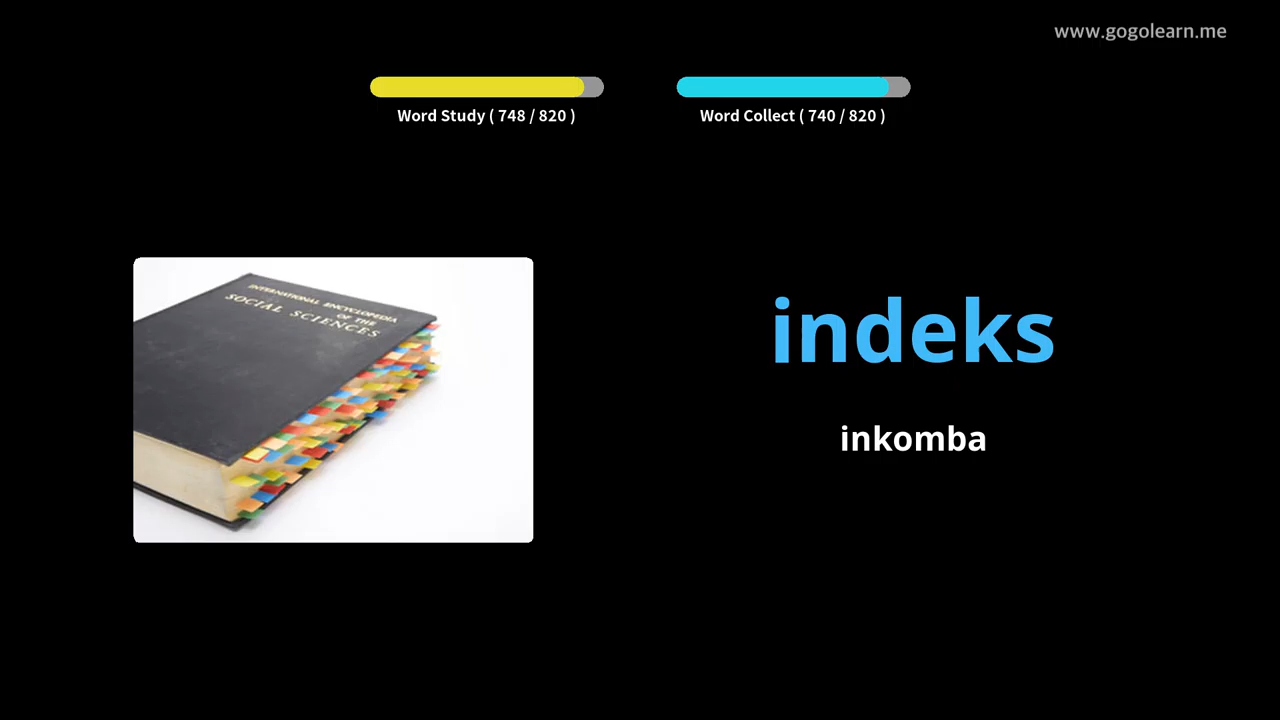 www.gogolearn.me
Word Study ( 748 / 820 )
Word Collect ( 740 / 820 )
INTERNATIONAL ENCYCLOPEDIA
OF THE
SOCIAL SCIENCES
indeks
inkomba